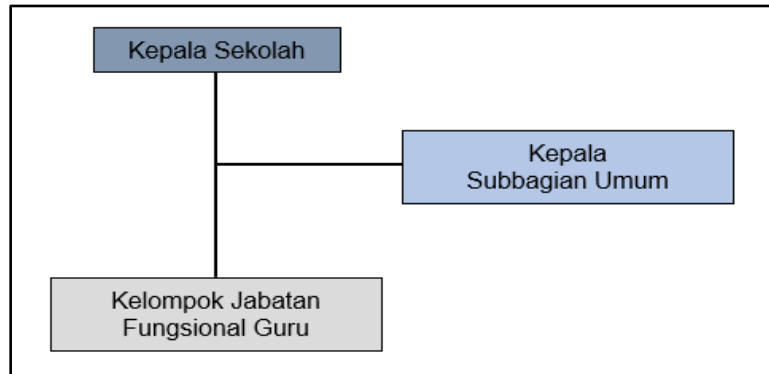 Kepala Sekolah
Kepala
Subbagian Umum
Kelompok Jabatan
Fungsional Guru